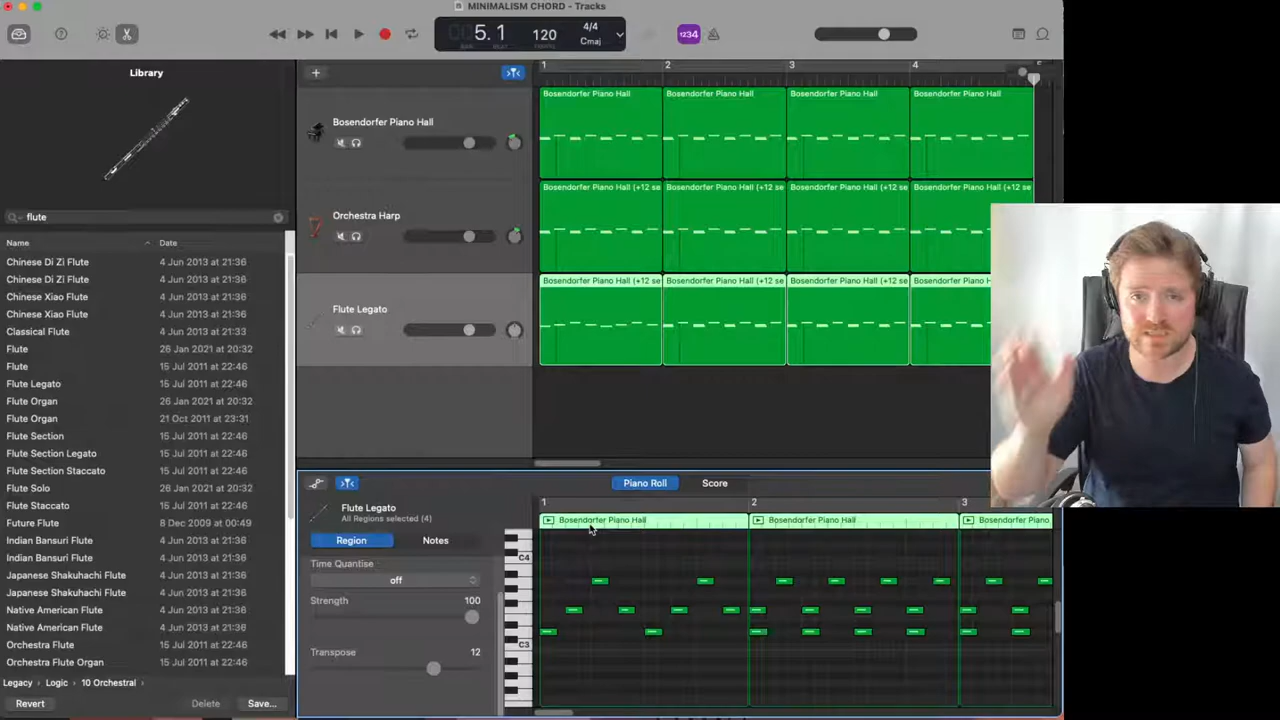 MINIMALISM CHORD - Tracks
5.1
120
4/4
Cmaj
1234
Library
flute
Name
Date
Chinese Di Zi Flute 4 Jun 2013 at 21:36
Chinese Di Zi Flute 4 Jun 2013 at 21:36
Chinese Xiao Flute 4 Jun 2013 at 21:36
Chinese Xiao Flute 4 Jun 2013 at 21:36
Classical Flute 4 Jun 2013 at 21:33
Flute 26 Jan 2021 at 20:32
Flute 15 Jul 2011 at 22:46
Flute Legato 15 Jul 2011 at 22:46
Flute Organ 26 Jan 2021 at 20:32
Flute Organ 21 Oct 2011 at 23:31
Flute Section 15 Jul 2011 at 22:46
Flute Section Legato 15 Jul 2011 at 22:46
Flute Section Staccato 15 Jul 2011 at 22:46
Flute Solo 26 Jan 2021 at 20:32
Flute Staccato 15 Jul 2011 at 22:46
Future Flute 8 Dec 2009 at 00:49
Indian Bansuri Flute 4 Jun 2013 at 21:36
Indian Bansuri Flute 4 Jun 2013 at 21:36
Japanese Shakuhachi Flute 4 Jun 2013 at 21:36
Japanese Shakuhachi Flute 4 Jun 2013 at 21:36
Native American Flute 4 Jun 2013 at 21:36
Native American Flute 4 Jun 2013 at 21:36
Orchestra Flute 15 Jul 2011 at 22:46
Orchestra Flute Organ 15 Jul 2011 at 22:46
Legacy › Logic › 10 Orchestral ›
Revert
Delete
Save...
1 2 3 4
Bosendorfer Piano Hall
Bosendorfer Piano Hall Bosendorfer Piano Hall Bosendorfer Piano Hall Bosendorfer Piano Hall
Orchestra Harp
Bosendorfer Piano Hall (+12 se Bosendorfer Piano Hall (+12 se Bosendorfer Piano Hall (+12 se Bosendorfer Piano Hall (+12 se
Flute Legato
Bosendorfer Piano Hall (+12 se Bosendorfer Piano Hall (+12 se Bosendorfer Piano Hall (+12 se Bosendorfer Piano Hall
Piano Roll
Score
Flute Legato
All Regions selected (4)
Region
Notes
Time Quantise
off
Strength 100
Transpose 12
1 2 3
Bosendorfer Piano Hall Bosendorfer Piano Hall Bosendorfer Piano
C4
C3